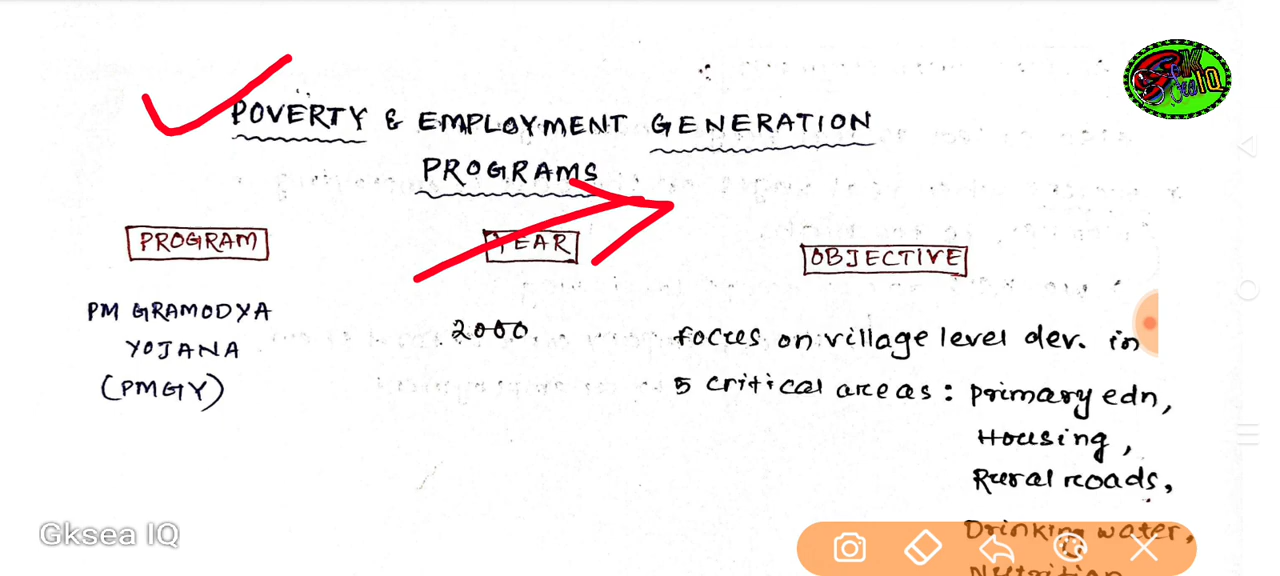 POVERTY & EMPLOYMENT GENERATION
PROGRAMS
PROGRAM YEAR OBJECTIVE
PM GRAMODYA
YOJANA
(PMGY)
2000.
focus on village level dev. in
5 critical areas : primary edn,
Housing,
Rural roads,
Drinking water,
Nutrition
Gksea IQ